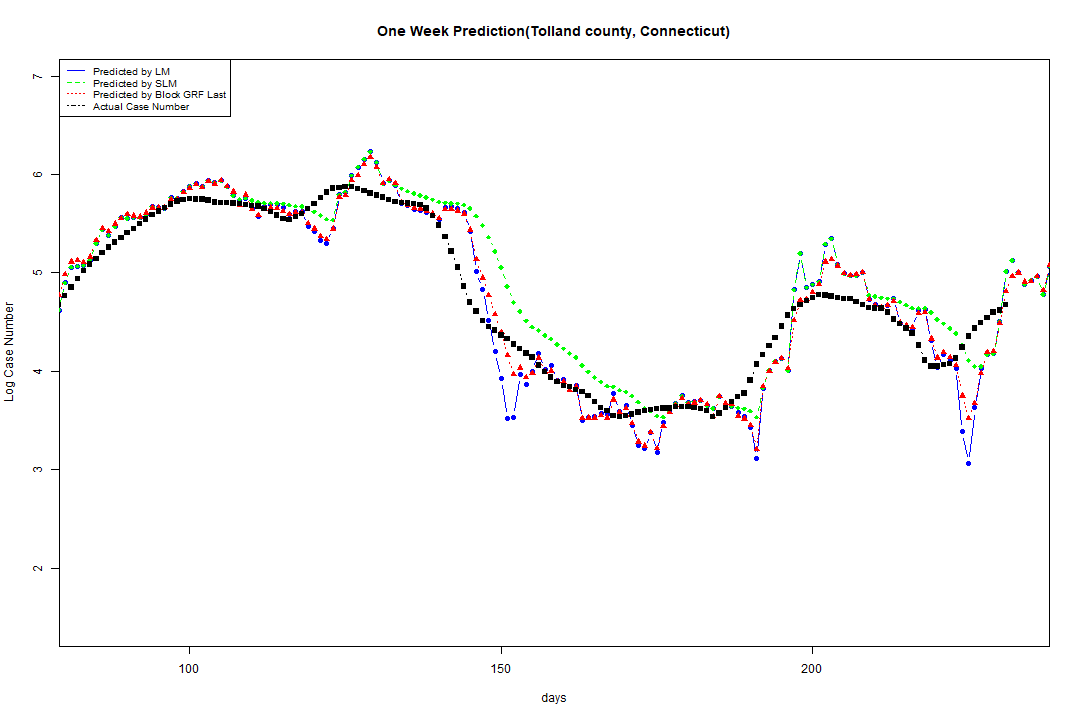 One Week Prediction(Tolland county, Connecticut)
Predicted by LM
Predicted by SLM
Predicted by Block GRF Last
Actual Case Number
7
6
5
4
3
2
Log Case Number
100
150
200
days